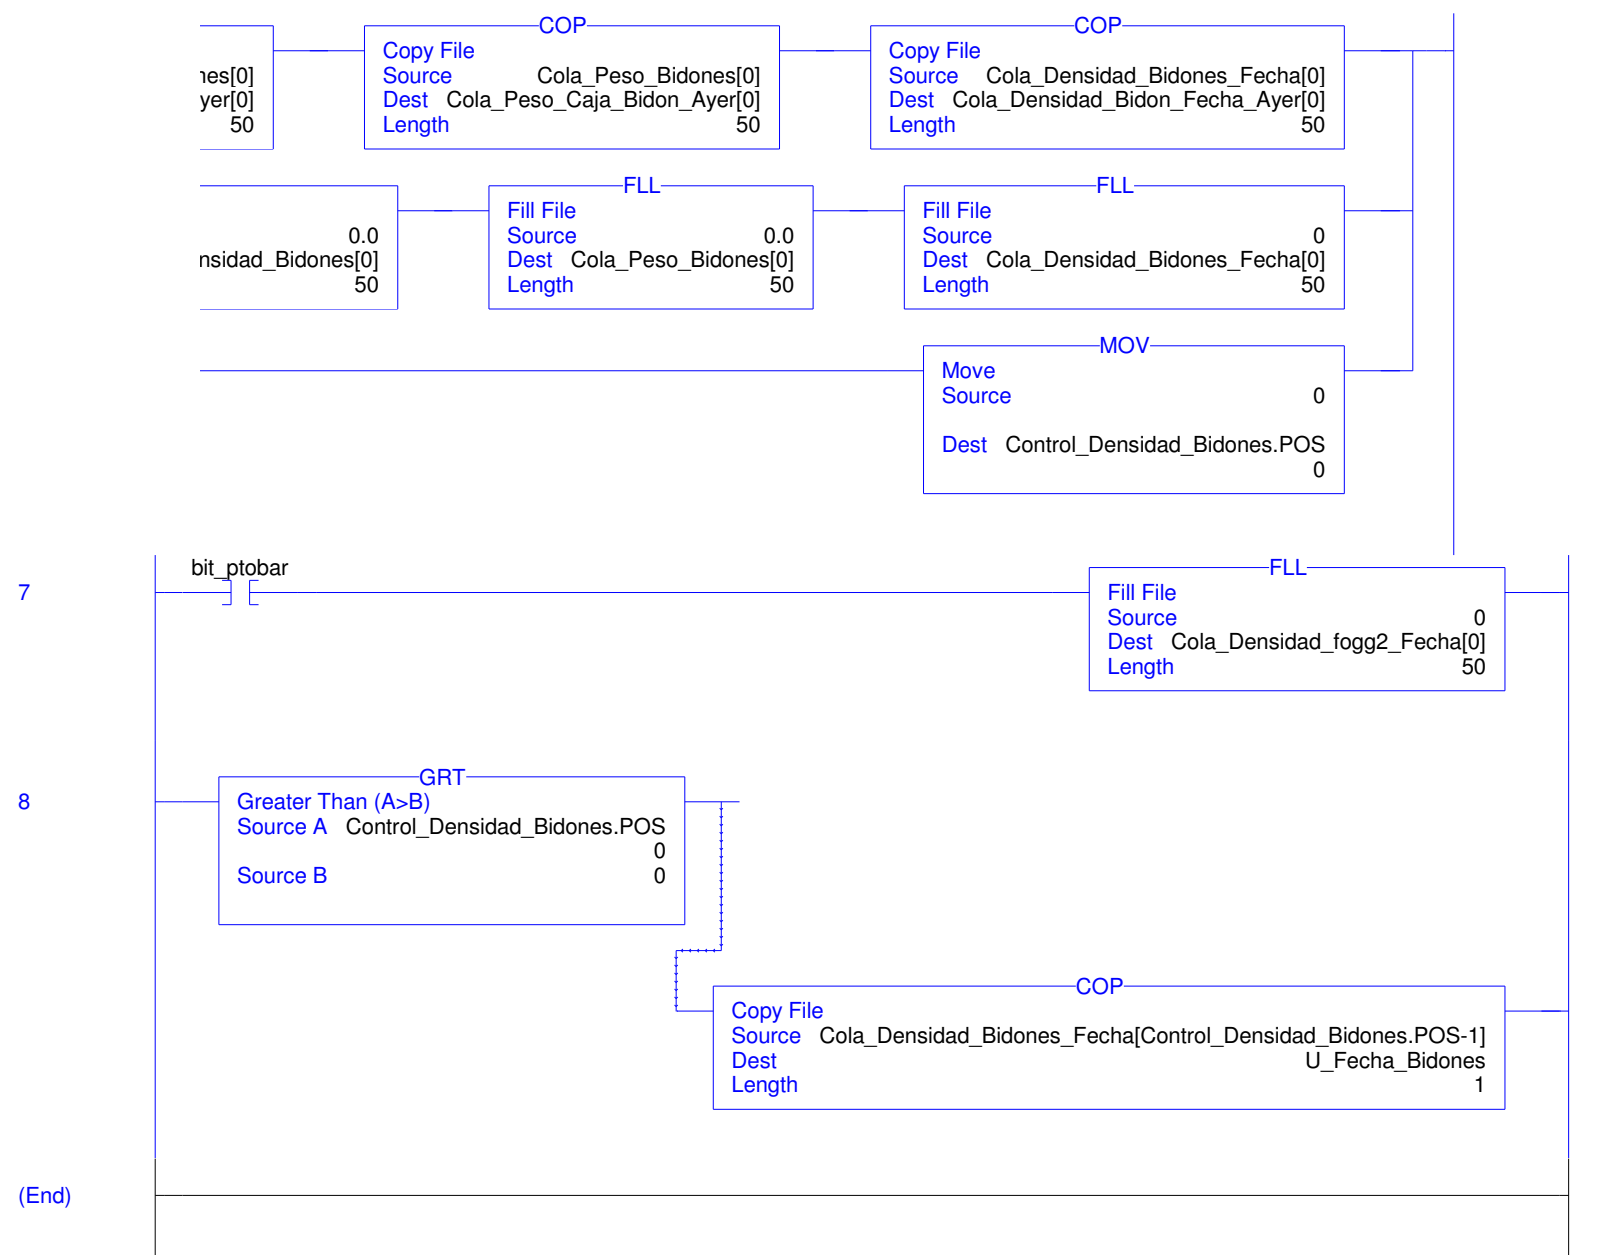 COP
Copy File
Source Cola_Peso_Bidones[0]
Dest Cola_Peso_Caja_Bidon_Ayer[0]
Length 50
COP
Copy File
Source Cola_Densidad_Bidones_Fecha[0]
Dest Cola_Densidad_Bidon_Fecha_Ayer[0]
Length 50
nes[0]
yer[0]
50
0.0
nsidad_Bidones[0]
50
FLL
Fill File
Source 0.0
Dest Cola_Peso_Bidones[0]
Length 50
FLL
Fill File
Source 0
Dest Cola_Densidad_Bidones_Fecha[0]
Length 50
MOV
Move
Source 0
Dest Control_Densidad_Bidones.POS
0
7
bit_ptobar
FLL
Fill File
Source 0
Dest Cola_Densidad_fogg2_Fecha[0]
Length 50
8
GRT
Greater Than (A>B)
Source A Control_Densidad_Bidones.POS
0
Source B 0
COP
Copy File
Source Cola_Densidad_Bidones_Fecha[Control_Densidad_Bidones.POS-1]
Dest U_Fecha_Bidones
Length 1
(End)